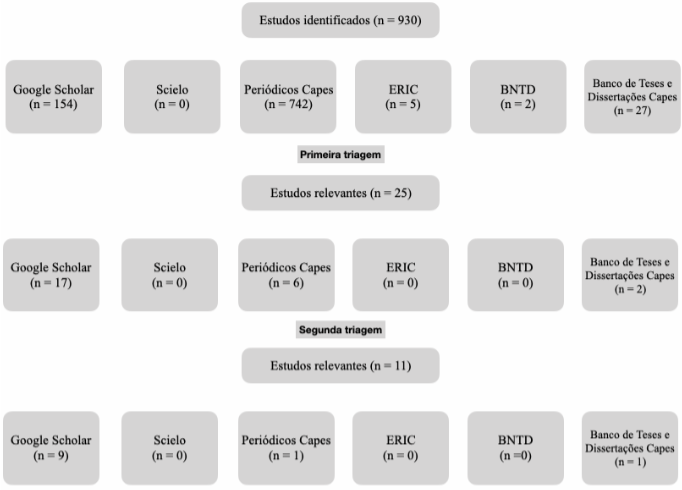 Estudos identificados (n = 930)
Google Scholar
(n = 154)
Scielo
(n = 0)
Periódicos Capes
(n = 742)
ERIC
(n = 5)
BNTD
(n = 2)
Banco de Teses e
Dissertações Capes
(n = 27)
Primeira triagem
Estudos relevantes (n = 25)
Google Scholar
(n = 17)
Scielo
(n = 0)
Periódicos Capes
(n = 6)
ERIC
(n = 0)
BNTD
(n = 0)
Banco de Teses e
Dissertações Capes
(n = 2)
Segunda triagem
Estudos relevantes (n = 11)
Google Scholar
(n = 9)
Scielo
(n = 0)
Periódicos Capes
(n = 1)
ERIC
(n = 0)
BNTD
(n =0)
Banco de Teses e
Dissertações Capes
(n = 1)